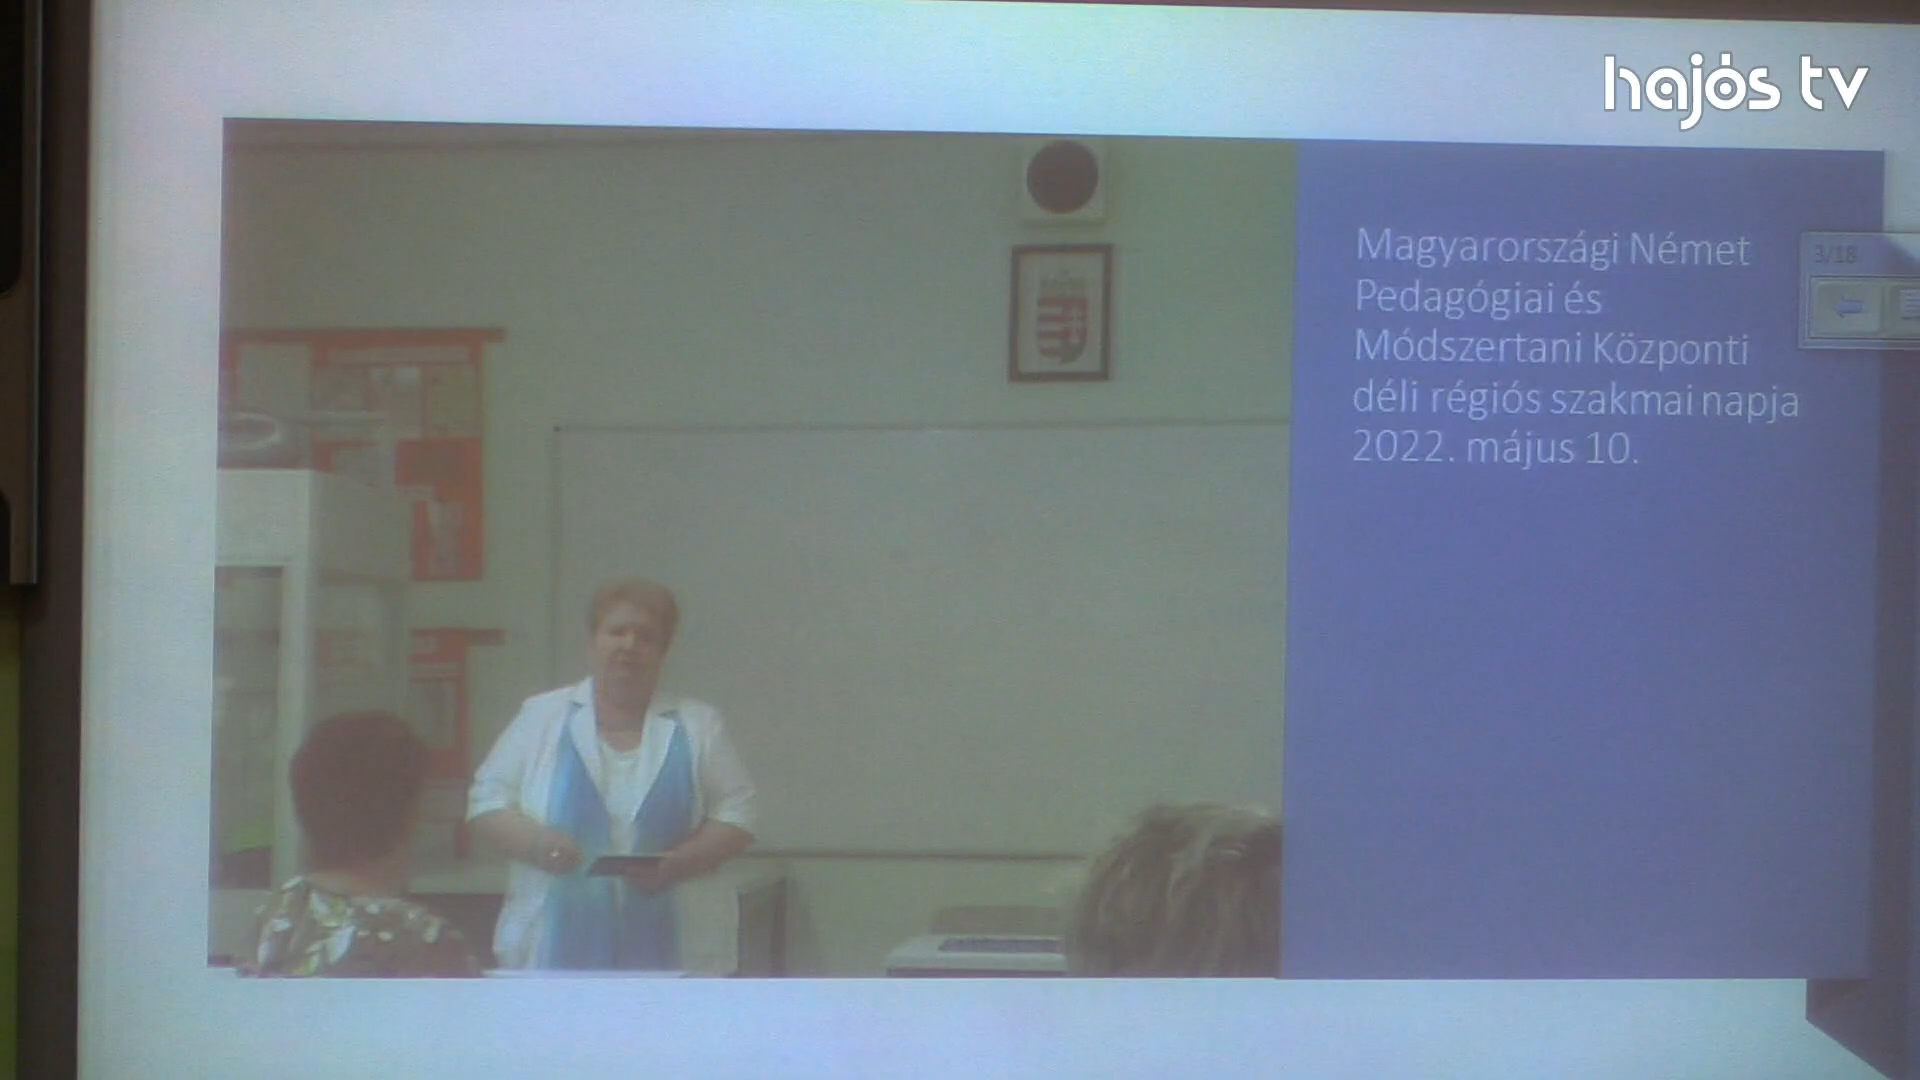 hajós tv
Magyarországi Német
Pedagógiai és
Módszertani Központi
déli régiós szakmai napja
2022. május 10.
3/18